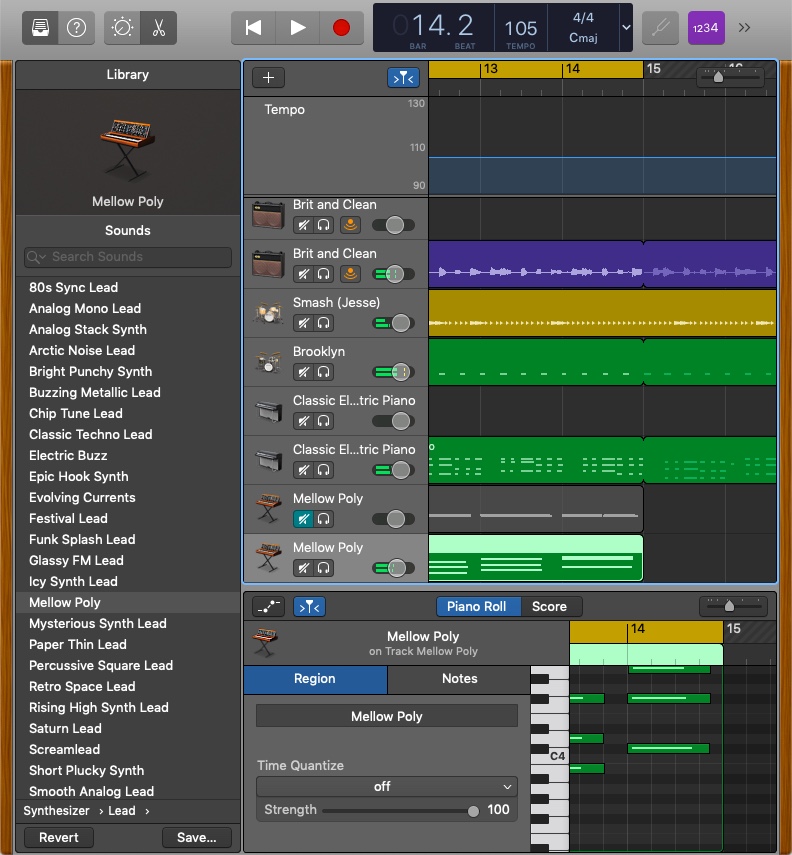 014.2
BAR
BEAT
105
TEMPO
4/4
Cmaj
1234
Library
Mellow Poly
Sounds
Search Sounds
80s Sync Lead
Analog Mono Lead
Analog Stack Synth
Arctic Noise Lead
Bright Punchy Synth
Buzzing Metallic Lead
Chip Tune Lead
Classic Techno Lead
Electric Buzz
Epic Hook Synth
Evolving Currents
Festival Lead
Funk Splash Lead
Glassy FM Lead
Icy Synth Lead
Mellow Poly
Mysterious Synth Lead
Paper Thin Lead
Percussive Square Lead
Retro Space Lead
Rising High Synth Lead
Saturn Lead
Screamlead
Short Plucky Synth
Smooth Analog Lead
Synthesizer › Lead ›
Revert
Save...
13
14
15
16
Tempo
130
110
90
Brit and Clean
Brit and Clean
Smash (Jesse)
Brooklyn
Classic El...tric Piano
Classic El...tric Piano
Mellow Poly
Mellow Poly
Piano Roll
Score
Mellow Poly
on Track Mellow Poly
14
15
Region
Notes
Mellow Poly
C4
Time Quantize
off
Strength
100